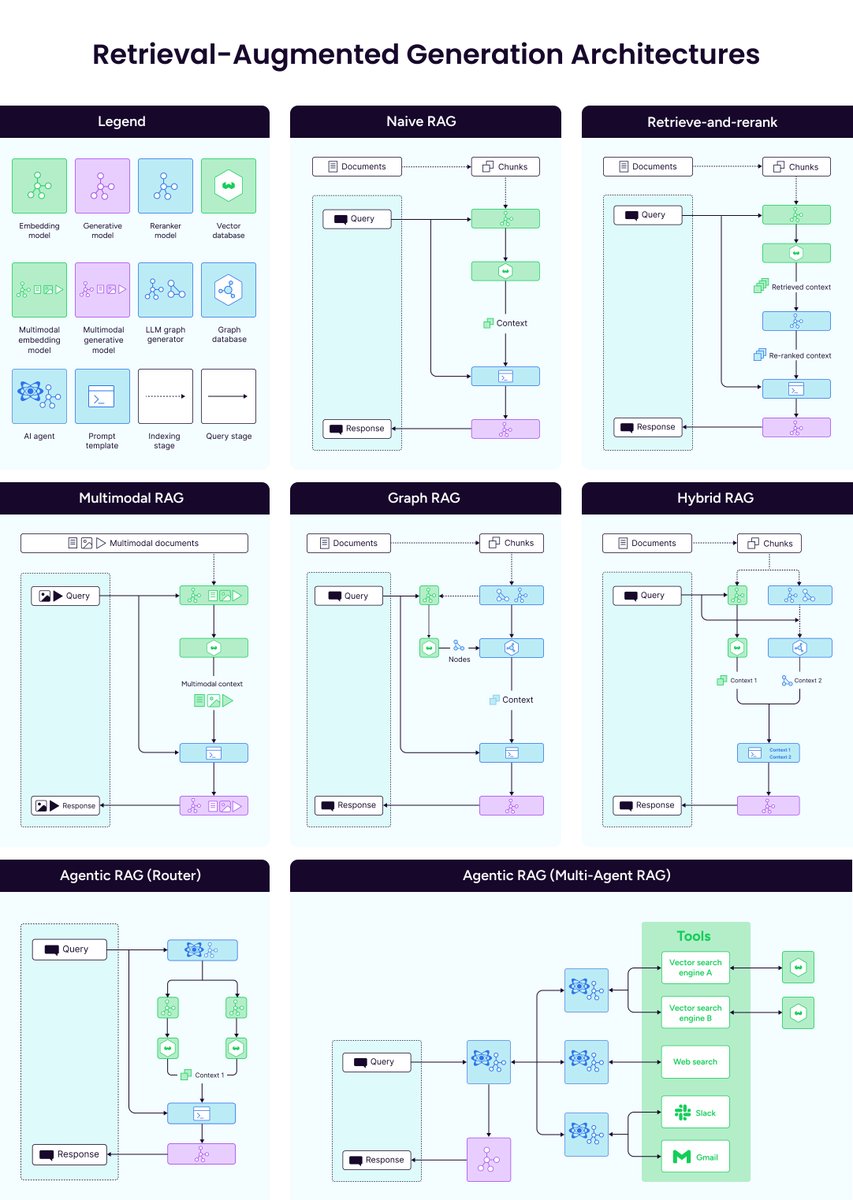 Retrieval-Augmented Generation Architectures
Legend
Embedding
model
Generative
model
Reranker
model
Vector
database
Multimodal
embedding
model
Multimodal
generative
model
LLM graph
generator
Graph
database
AI agent
Prompt
template
Indexing
stage
Query stage
Naive RAG
Documents
Chunks
Query
Context
Response
Retrieve-and-rerank
Documents
Chunks
Query
Retrieved context
Re-ranked context
Response
Multimodal RAG
Multimodal documents
Query
Multimodal context
Response
Graph RAG
Documents
Chunks
Query
Nodes
Context
Response
Hybrid RAG
Documents
Chunks
Query
Context 1
Context 2
Context 1
Context 2
Response
Agentic RAG (Router)
Query
Context 1
Response
Agentic RAG (Multi-Agent RAG)
Tools
Vector search
engine A
Vector search
engine B
Query
Web search
Slack
Response
Gmail